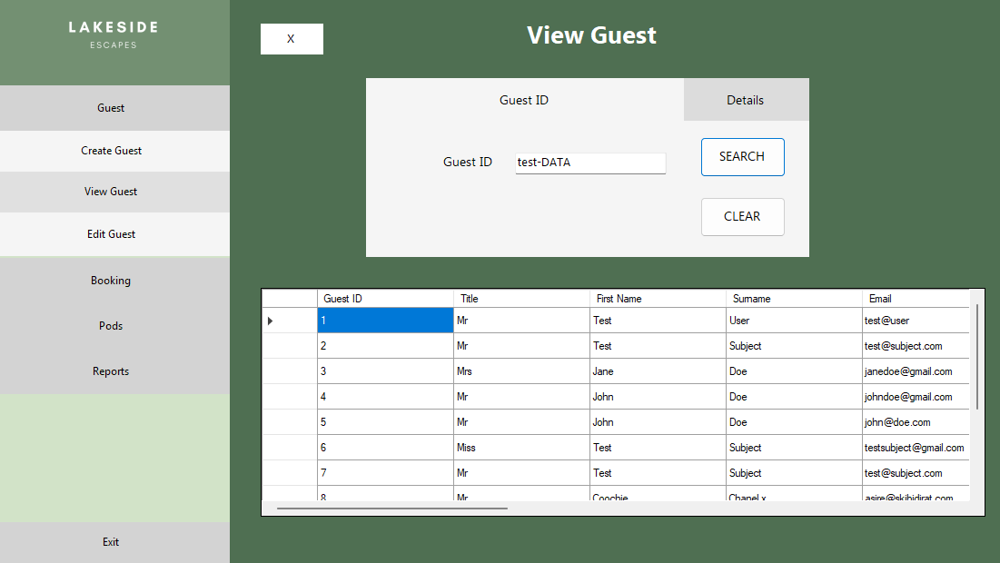 LAKESIDE
ESCAPES
Guest
Create Guest
View Guest
Edit Guest
Booking
Pods
Reports
Exit
X
View Guest
Guest ID Details
Guest ID test-DATA
SEARCH
CLEAR
Guest ID Title First Name Surname Email
1 Mr Test User test@user
2 Mr Test Subject test@subject.com
3 Mrs Jane Doe janedoe@gmail.com
4 Mr John Doe johndoe@gmail.com
5 Mr John Doe john@doe.com
6 Miss Test Subject testsubject@gmail.com
7 Mr Test Subject test@subject.com
8 Mr Coochie Chanel x asire@skibidirat.com